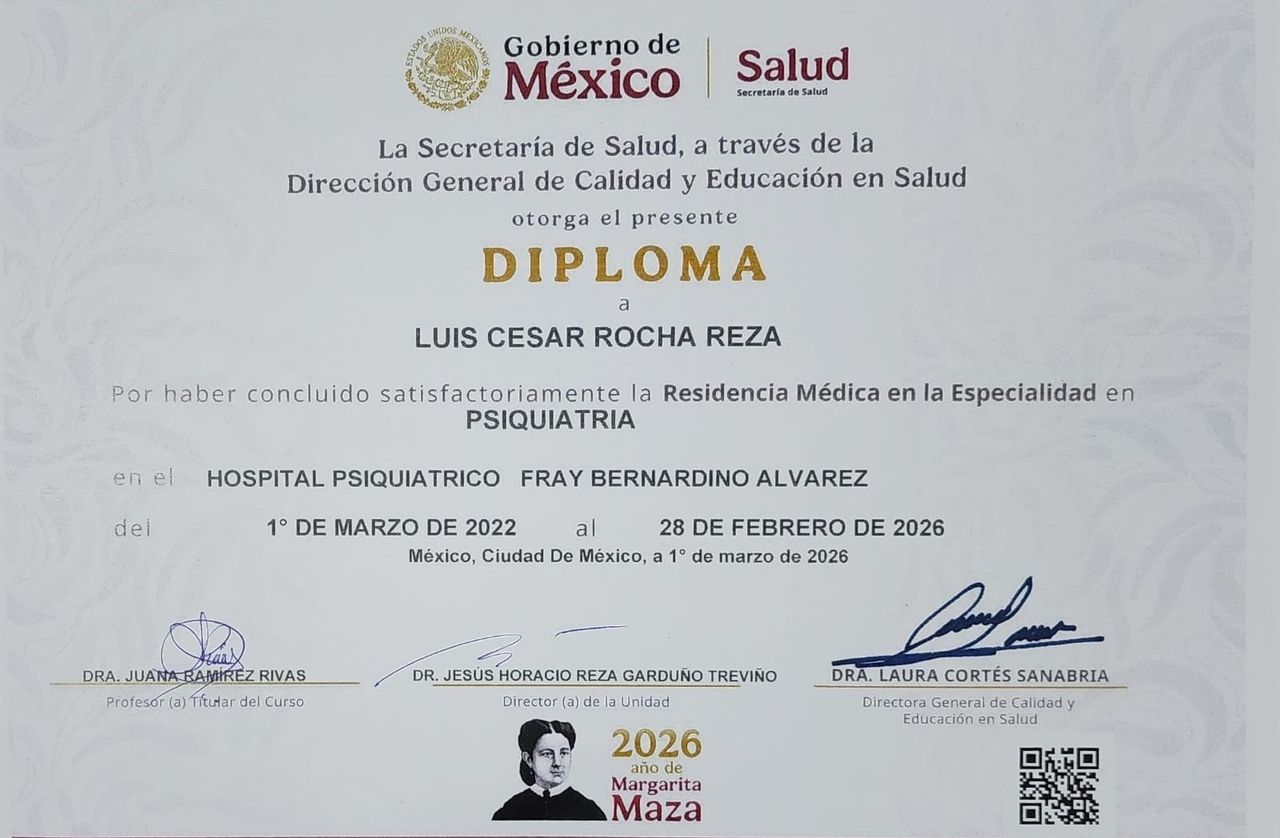 ESTADOS UNIDOS MEXICANOS
Gobierno de
México
Salud
Secretaría de Salud
La Secretaría de Salud, a través de la
Dirección General de Calidad y Educación en Salud
otorga el presente
DIPLOMA
a
LUIS CESAR ROCHA REZA
Por haber concluido satisfactoriamente la Residencia Médica en la Especialidad en
PSIQUIATRIA
en el HOSPITAL PSIQUIATRICO FRAY BERNARDINO ALVAREZ
del 1° DE MARZO DE 2022 al 28 DE FEBRERO DE 2026
México, Ciudad De México, a 1° de marzo de 2026
DRA. JUANA RAMÍREZ RIVAS
Profesor (a) Titular del Curso
DR. JESÚS HORACIO REZA GARDUÑO TREVIÑO
Director (a) de la Unidad
DRA. LAURA CORTÉS SANABRIA
Directora General de Calidad y
Educación en Salud
2026
año de
Margarita
Maza